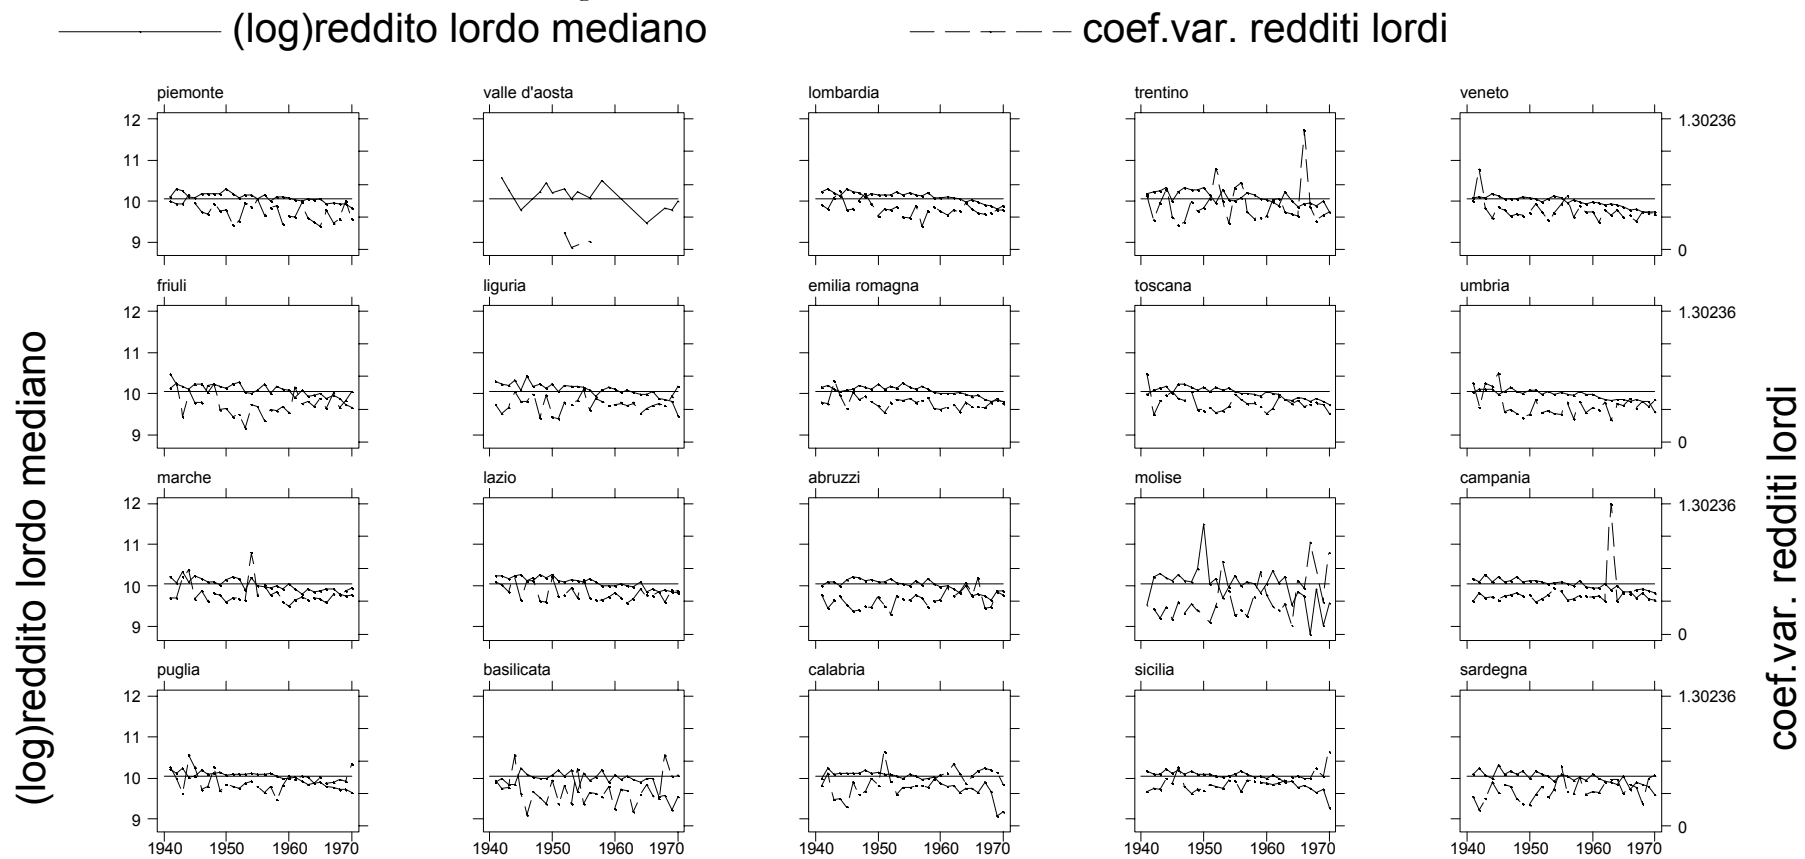 (log)reddito lordo mediano coef.var. redditi lordi
piemonte valle d'aosta lombardia trentino veneto
12 1.30236
11
10
9 0
friuli liguria emilia romagna toscana umbria
12 1.30236
11
10
9 0
marche lazio abruzzi molise campania
12 1.30236
11
10
9 0
puglia basilicata calabria sicilia sardegna
12 1.30236
11
10
9 0
1940 1950 1960 1970 1940 1950 1960 1970 1940 1950 1960 1970 1940 1950 1960 1970 1940 1950 1960 1970
(log)reddito lordo mediano
coef.var. redditi lordi